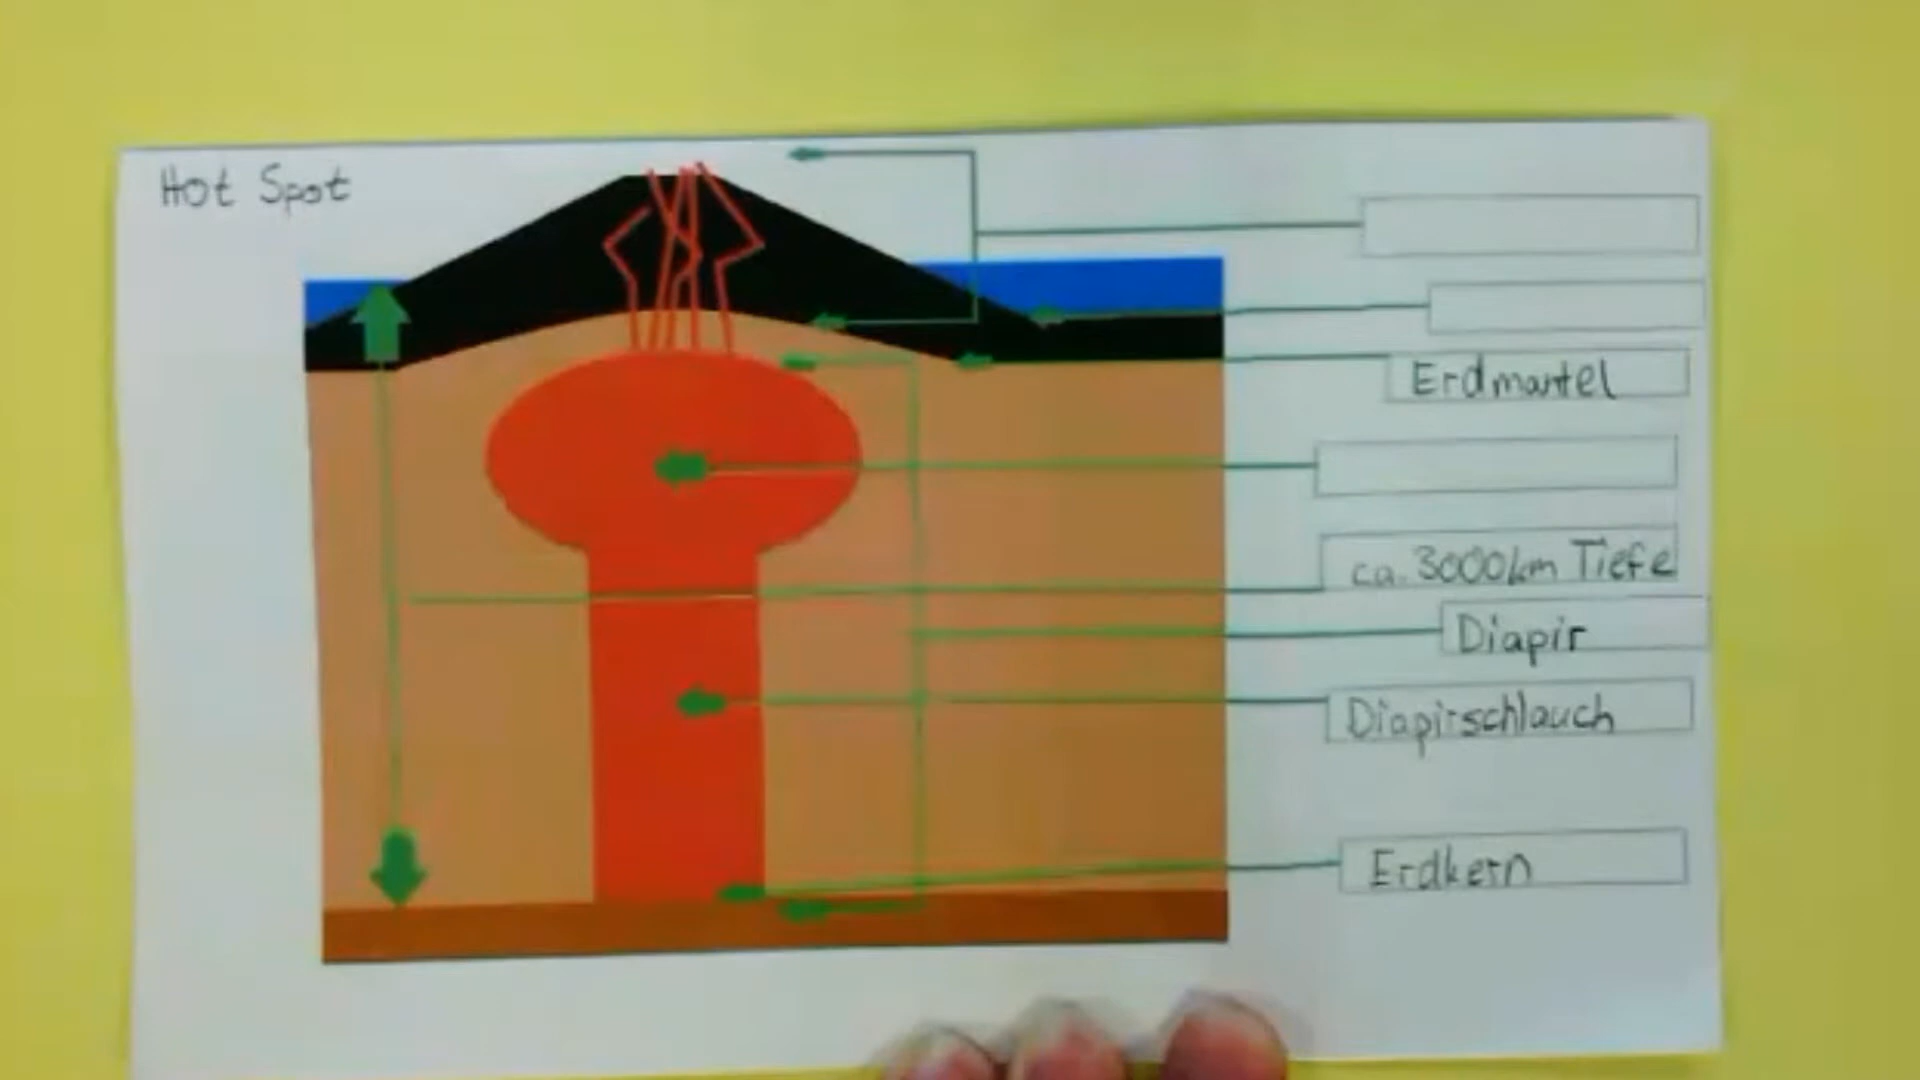 Hot Spot
Erdmantel
ca. 3000km Tiefe
Diapir
Diapirschlauch
Erdkern